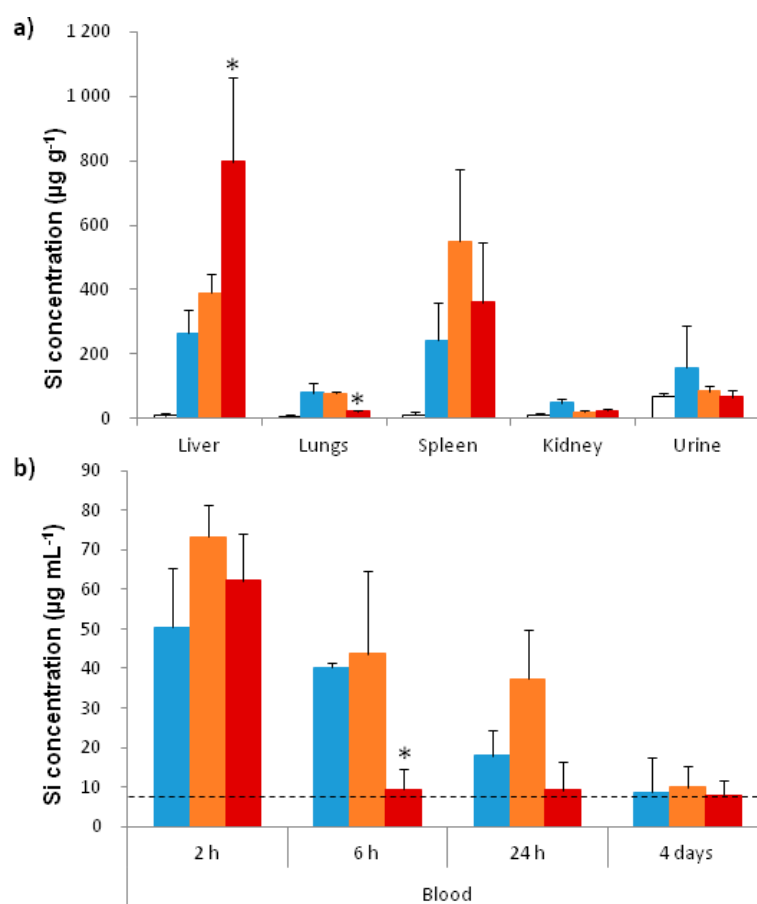 a)
Si concentration (µg g⁻¹)
1 200
1 000
800
600
400
200
0
*
*
Liver Lungs Spleen Kidney Urine
b)
Si concentration (µg mL⁻¹)
90
80
70
60
50
40
30
20
10
0
*
2 h 6 h 24 h 4 days
Blood